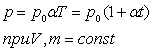 p = p₀αT = p₀(1 + αt)
npuV, m = const